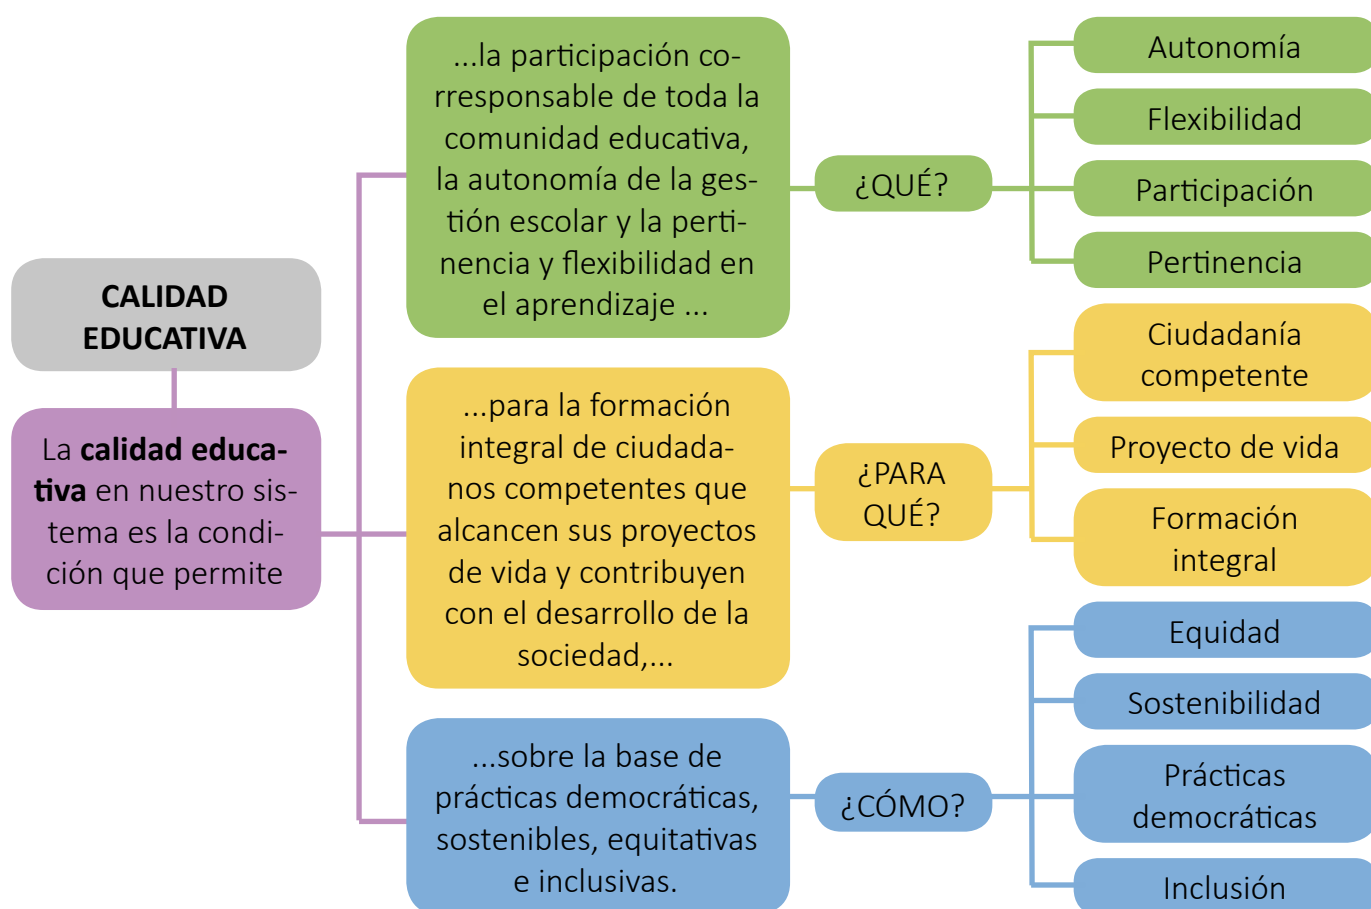 CALIDAD
EDUCATIVA
La calidad educa-
tiva en nuestro sis-
tema es la condi-
ción que permite
...la participación co-
rresponsable de toda la
comunidad educativa,
la autonomía de la ges-
tión escolar y la perti-
nencia y flexibilidad en
el aprendizaje ...
¿QUÉ?
Autonomía
Flexibilidad
Participación
Pertinencia
...para la formación
integral de ciudada-
nos competentes que
alcancen sus proyectos
de vida y contribuyen
con el desarrollo de la
sociedad,...
¿PARA
QUÉ?
Ciudadanía
competente
Proyecto de vida
Formación
integral
...sobre la base de
prácticas democráticas,
sostenibles, equitativas
e inclusivas.
¿CÓMO?
Equidad
Sostenibilidad
Prácticas
democráticas
Inclusión